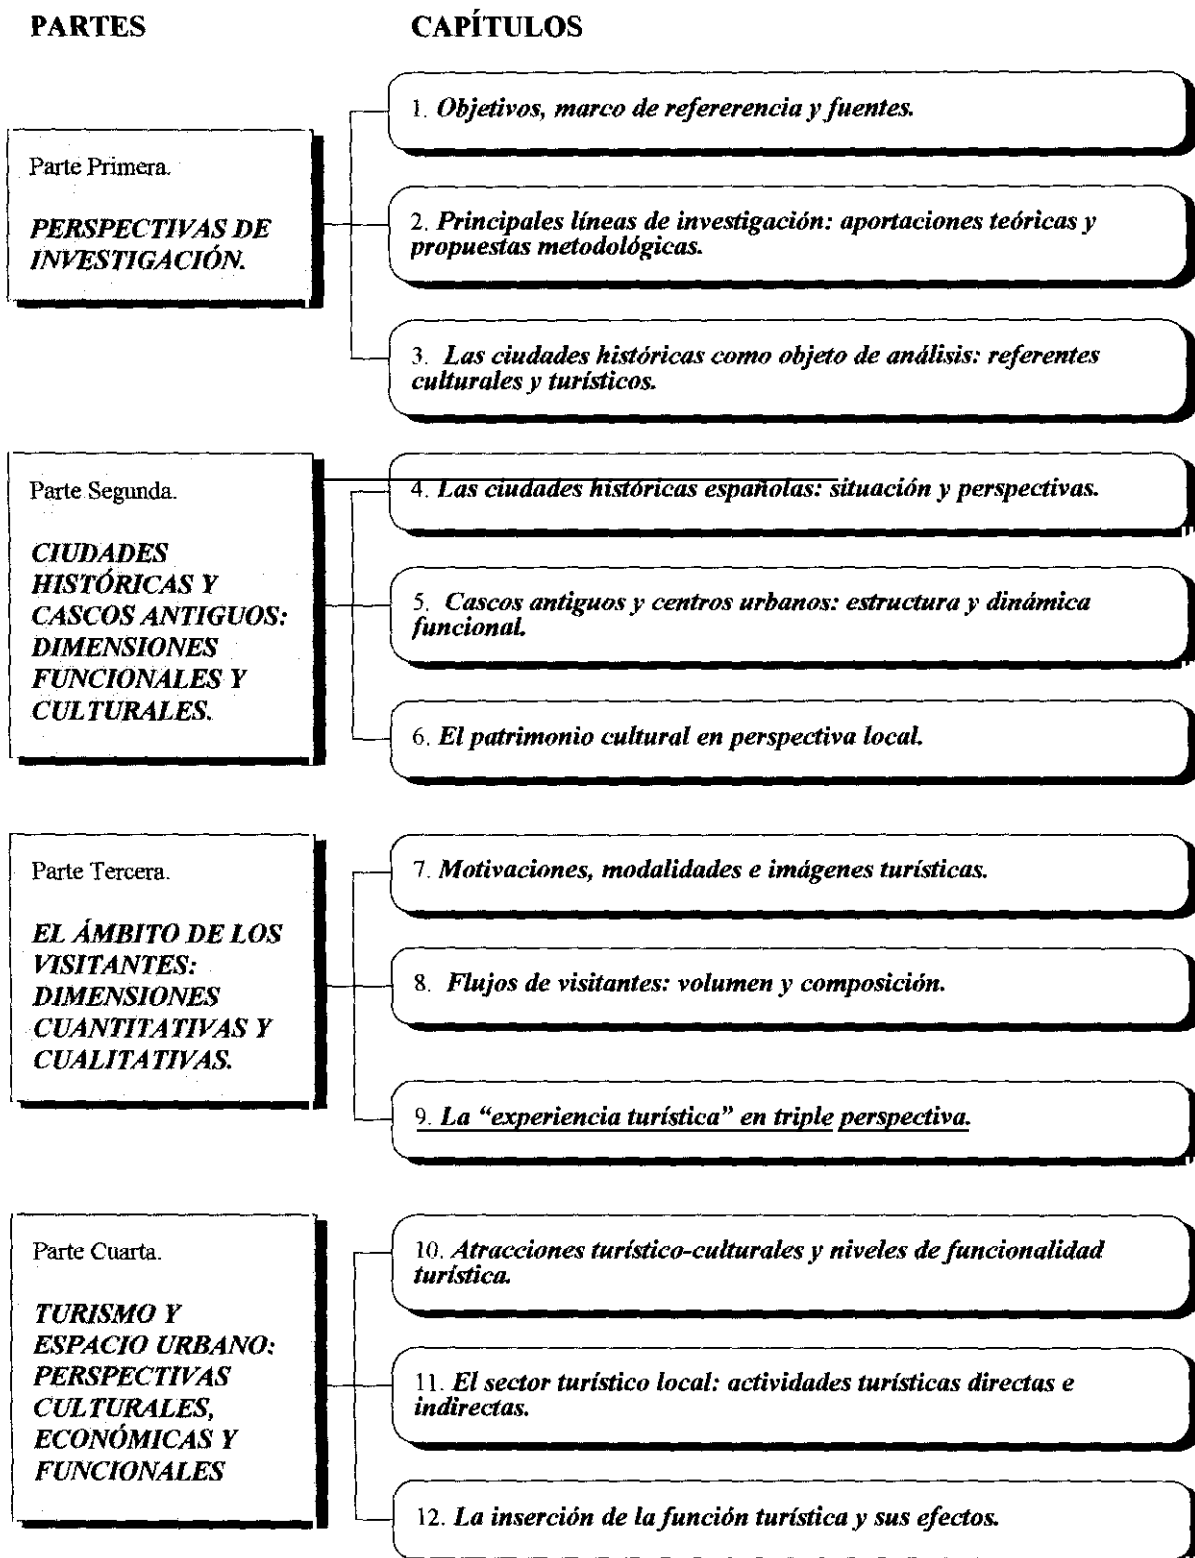 PARTES
CAPÍTULOS
Parte Primera.
PERSPECTIVAS DE
INVESTIGACIÓN.
1. Objetivos, marco de refererencia y fuentes.
2. Principales líneas de investigación: aportaciones teóricas y
propuestas metodológicas.
3. Las ciudades históricas como objeto de análisis: referentes
culturales y turísticos.
Parte Segunda.
CIUDADES
HISTÓRICAS Y
CASCOS ANTIGUOS:
DIMENSIONES
FUNCIONALES Y
CULTURALES.
4. Las ciudades históricas españolas: situación y perspectivas.
5. Cascos antiguos y centros urbanos: estructura y dinámica
funcional.
6. El patrimonio cultural en perspectiva local.
Parte Tercera.
EL ÁMBITO DE LOS
VISITANTES:
DIMENSIONES
CUANTITATIVAS Y
CUALITATIVAS.
7. Motivaciones, modalidades e imágenes turísticas.
8. Flujos de visitantes: volumen y composición.
9. La “experiencia turística” en triple perspectiva.
Parte Cuarta.
TURISMO Y
ESPACIO URBANO:
PERSPECTIVAS
CULTURALES,
ECONÓMICAS Y
FUNCIONALES
10. Atracciones turístico-culturales y niveles de funcionalidad
turística.
11. El sector turístico local: actividades turísticas directas e
indirectas.
12. La inserción de la función turística y sus efectos.